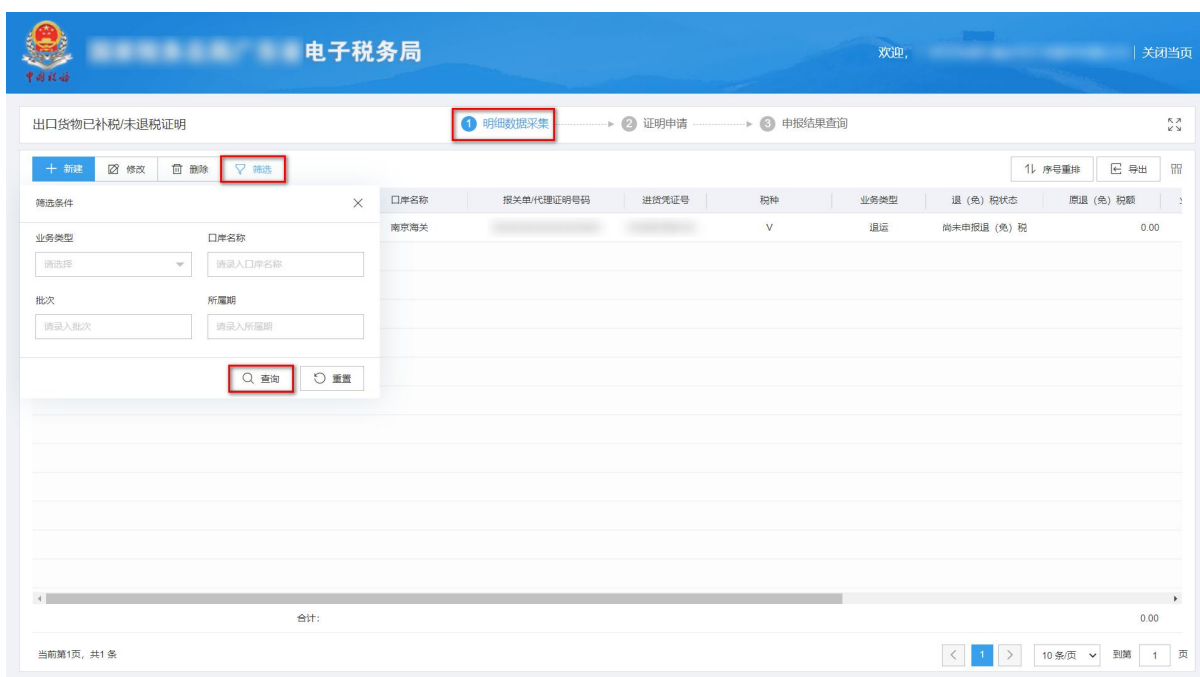 电子税务局
欢迎，
关闭当页
中国税务
出口货物已补税/未退税证明
1 明细数据采集
2 证明申请
3 申报结果查询
新建
修改
删除
筛选
序号重排
导出
筛选条件
口岸名称
报关单/代理证明号码
进货凭证号
税种
业务类型
退（免）税状态
原退（免）税额
南京海关
V
退运
尚未申报退（免）税
0.00
业务类型
口岸名称
请选择
请录入口岸名称
批次
所属期
请录入批次
请录入所属期
查询
重置
合计：
0.00
当前第1页，共1 条
1
10 条/页
到第 1 页